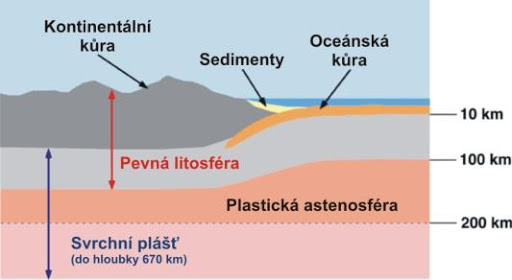 Kontinentální
kůra
Sedimenty
Oceánská
kůra
10 km
Pevná litosféra
100 km
Plastická astenosféra
200 km
Svrchní plášť
(do hloubky 670 km)